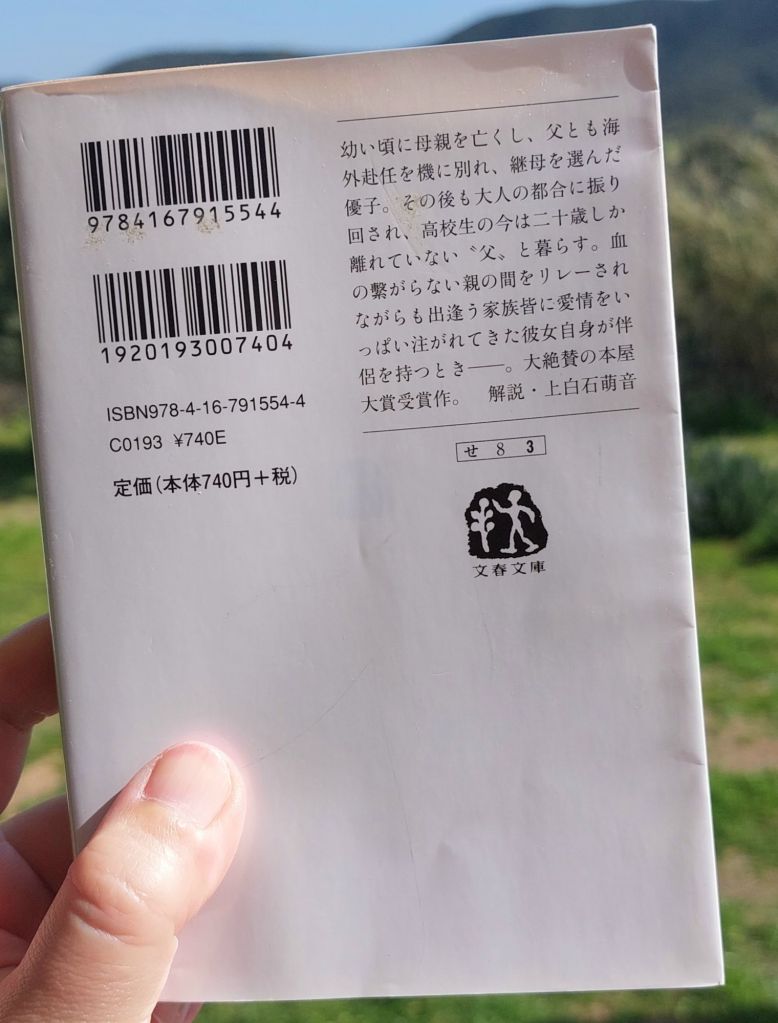 9784167915544
1920193007404
ISBN978-4-16-791554-4
C0193 ¥740E
定価(本体740円+税)
幼い頃に母親を亡くし、父とも海
外赴任を機に別れ、継母を選んだ
優子。その後も大人の都合に振り
回され、高校生の今は二十歳しか
離れていない〝父〟と暮らす。血
の繋がらない親の間をリレーされ
ながらも出逢う家族皆に愛情をい
っぱい注がれてきた彼女自身が伴
侶を持つとき――。大絶賛の本屋
大賞受賞作。　解説・上白石萌音
せ 8 3
文春文庫